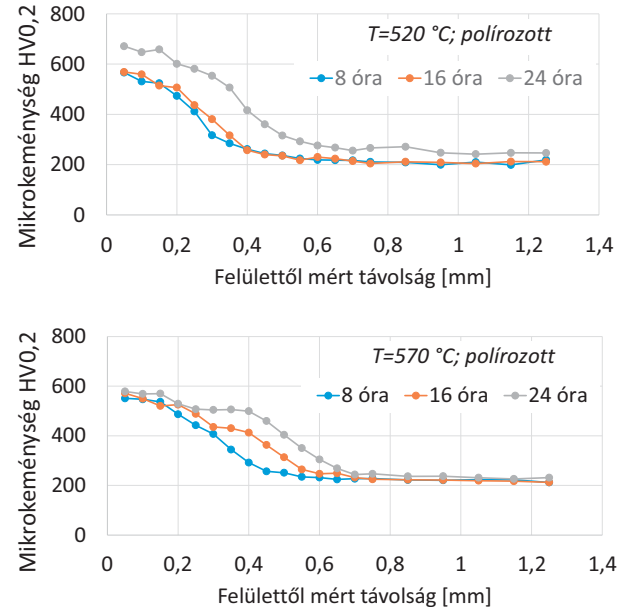 Mikrokeménység HV0,2
800
600
400
200
0
T=520 °C; polírozott
8 óra 16 óra 24 óra
0 0,2 0,4 0,6 0,8 1 1,2 1,4
Felülettől mért távolság [mm]
Mikrokeménység HV0,2
800
600
400
200
0
T=570 °C; polírozott
8 óra 16 óra 24 óra
0 0,2 0,4 0,6 0,8 1 1,2 1,4
Felülettől mért távolság [mm]